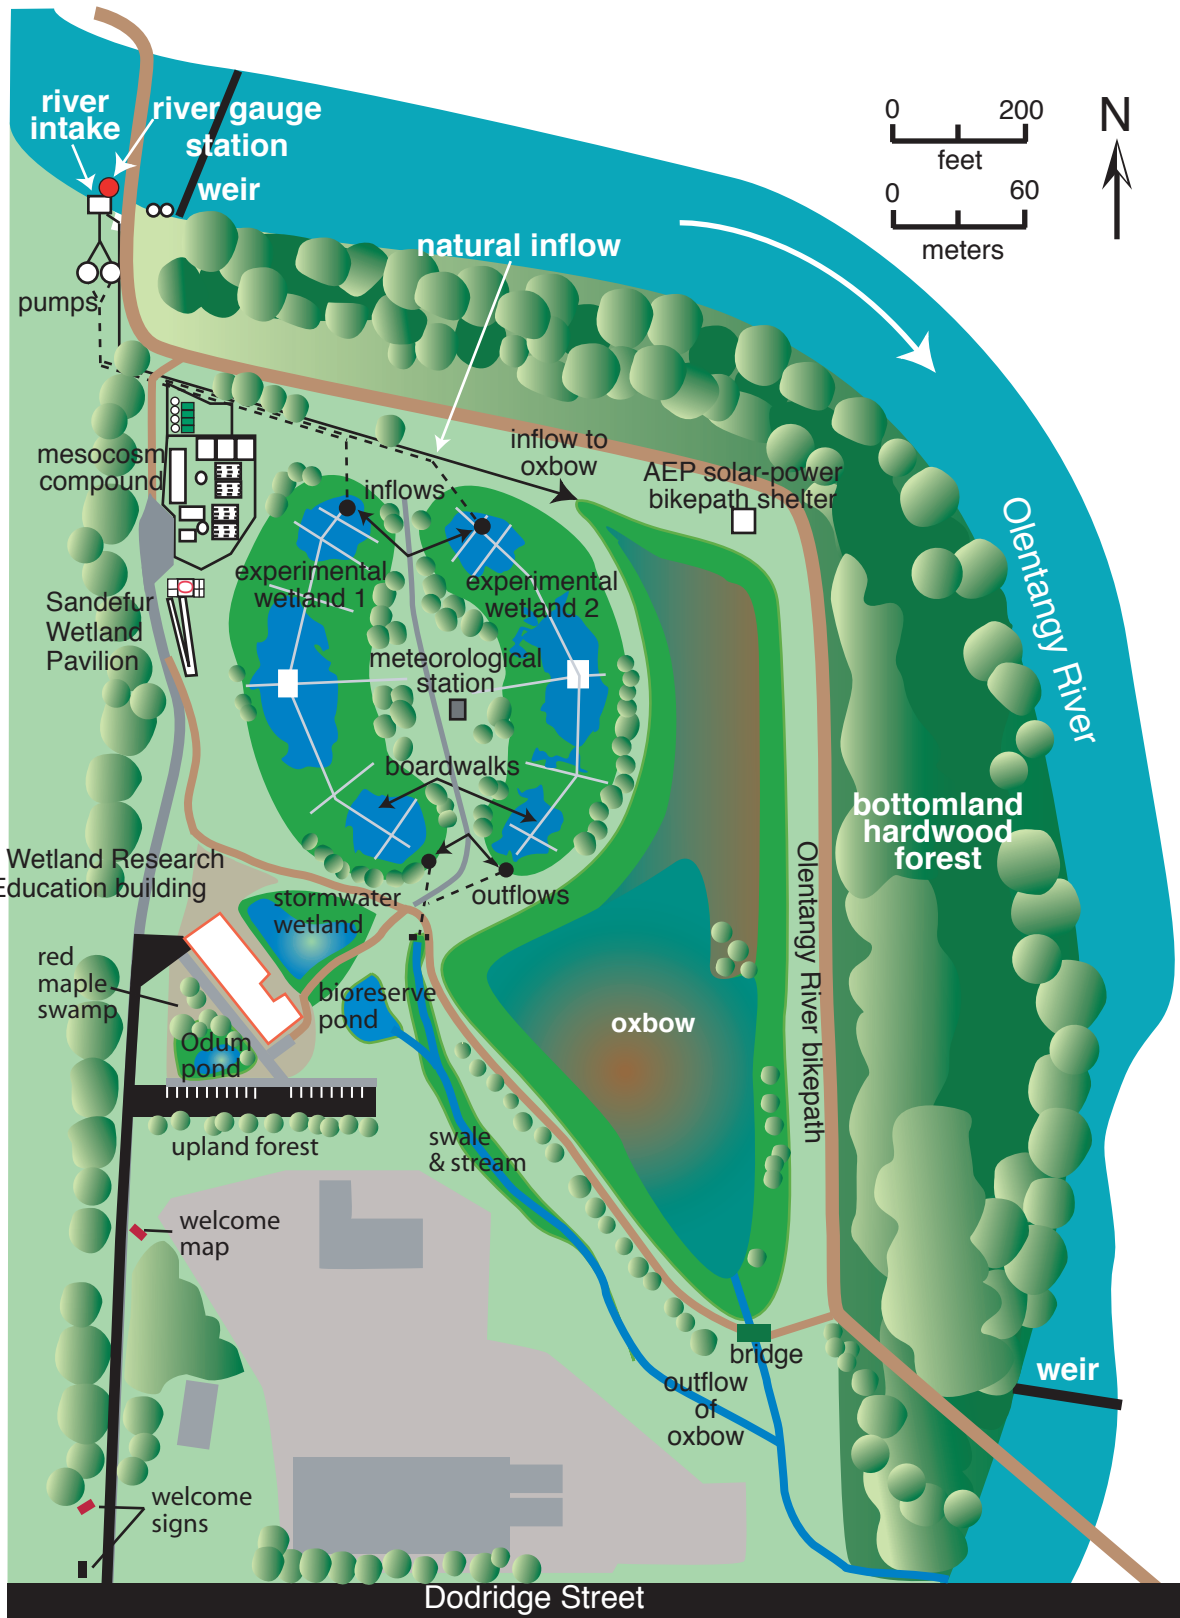 river
intake
river gauge
station
weir
0 200
feet
0 60
meters
N
natural inflow
pumps
inflow to
oxbow
AEP solar-power
bikepath shelter
mesocosm
compound
inflows
Olentangy River
experimental
wetland 1
experimental
wetland 2
Sandefur
Wetland
Pavilion
meteorological
station
boardwalks
bottomland
hardwood
forest
Wetland Research
Education building
stormwater
wetland
outflows
Olentangy River bikepath
red
maple
swamp
bioreserve
pond
oxbow
Odum
pond
upland forest
swale
& stream
welcome
map
bridge
outflow
of
oxbow
weir
welcome
signs
Dodridge Street